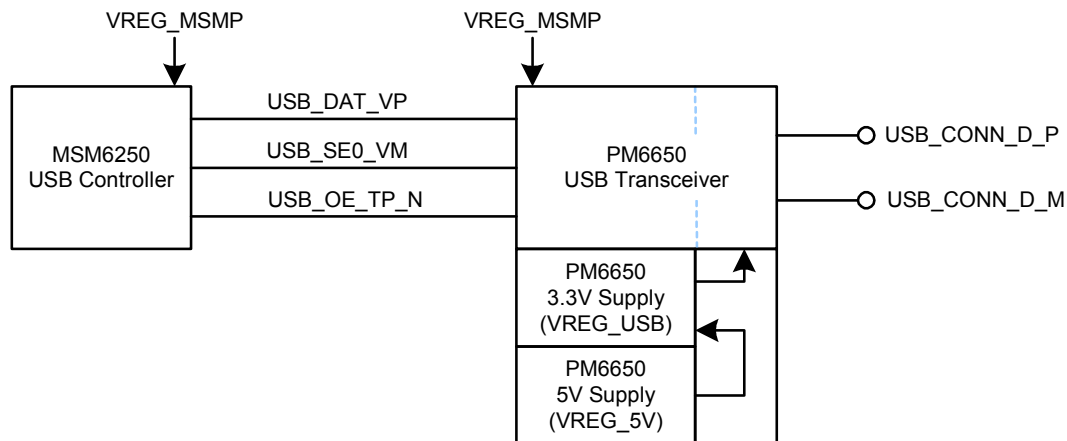 VREG_MSMP
VREG_MSMP
USB_DAT_VP
USB_CONN_D_P
MSM6250
USB Controller
USB_SE0_VM
PM6650
USB Transceiver
USB_OE_TP_N
USB_CONN_D_M
PM6650
3.3V Supply
(VREG_USB)
PM6650
5V Supply
(VREG_5V)